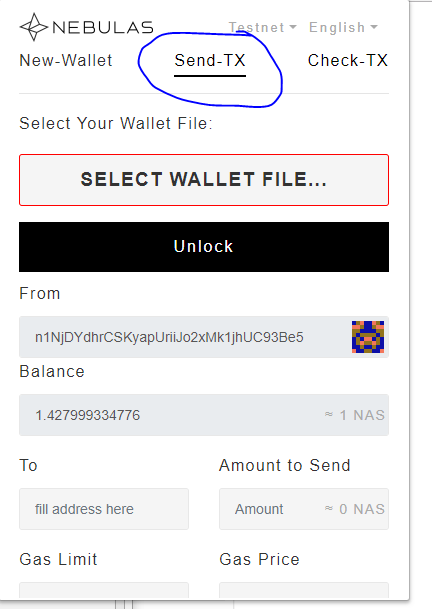 NEBULAS Testnet English
New-Wallet Send-TX Check-TX
Select Your Wallet File:
SELECT WALLET FILE...
Unlock
From
n1NjDYdhrCSKyapUriiJo2xMk1jhUC93Be5
Balance
1.427999334776 ≈ 1 NAS
To Amount to Send
fill address here Amount ≈ 0 NAS
Gas Limit Gas Price